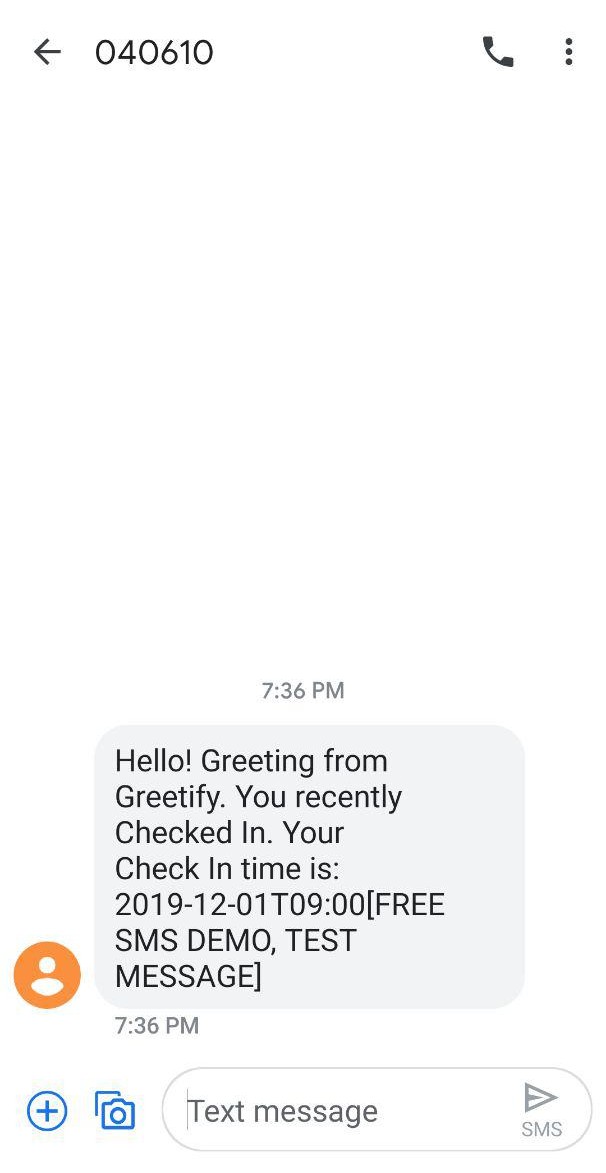 040610
7:36 PM
Hello! Greeting from
Greetify. You recently
Checked In. Your
Check In time is:
2019-12-01T09:00[FREE
SMS DEMO, TEST
MESSAGE]
7:36 PM
Text message
SMS